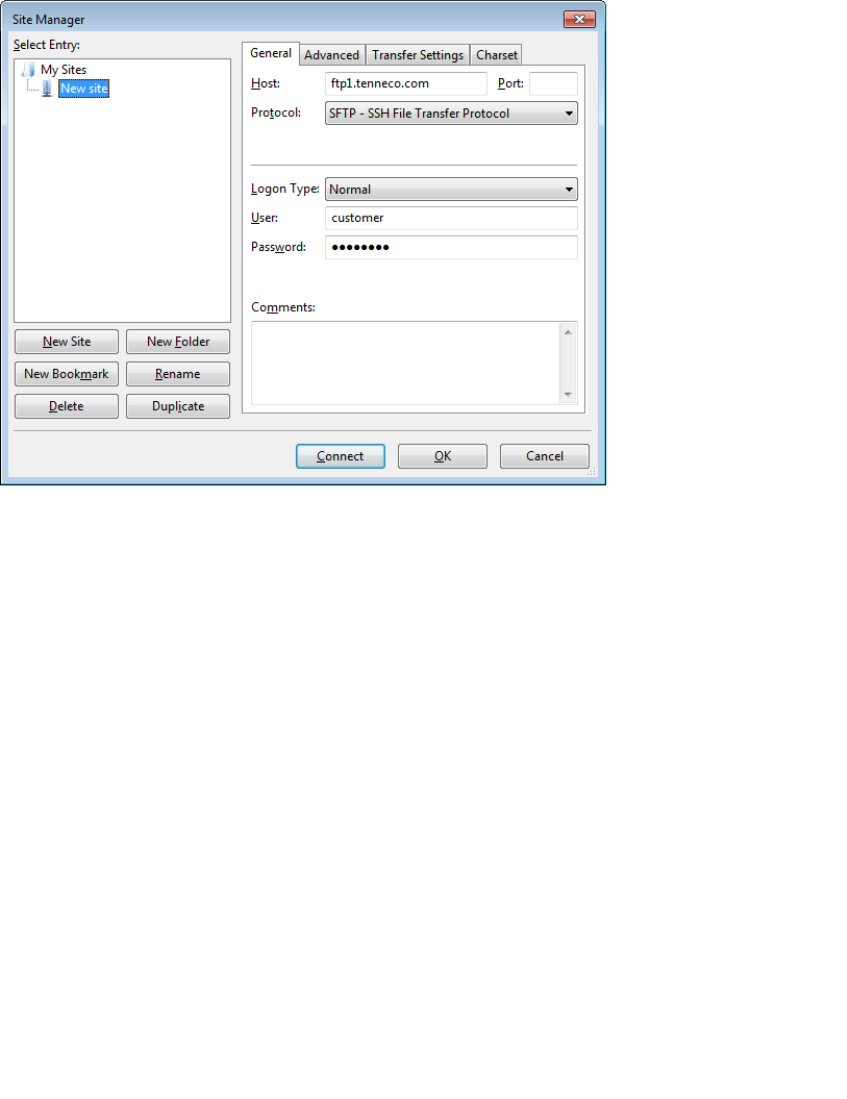 Site Manager
Select Entry:
My Sites
New site
New Site
New Folder
New Bookmark
Rename
Delete
Duplicate
General
Advanced
Transfer Settings
Charset
Host:
ftp1.tenneco.com
Port:
Protocol:
SFTP - SSH File Transfer Protocol
Logon Type:
Normal
User:
customer
Password:
●●●●●●●●
Comments:
Connect
OK
Cancel